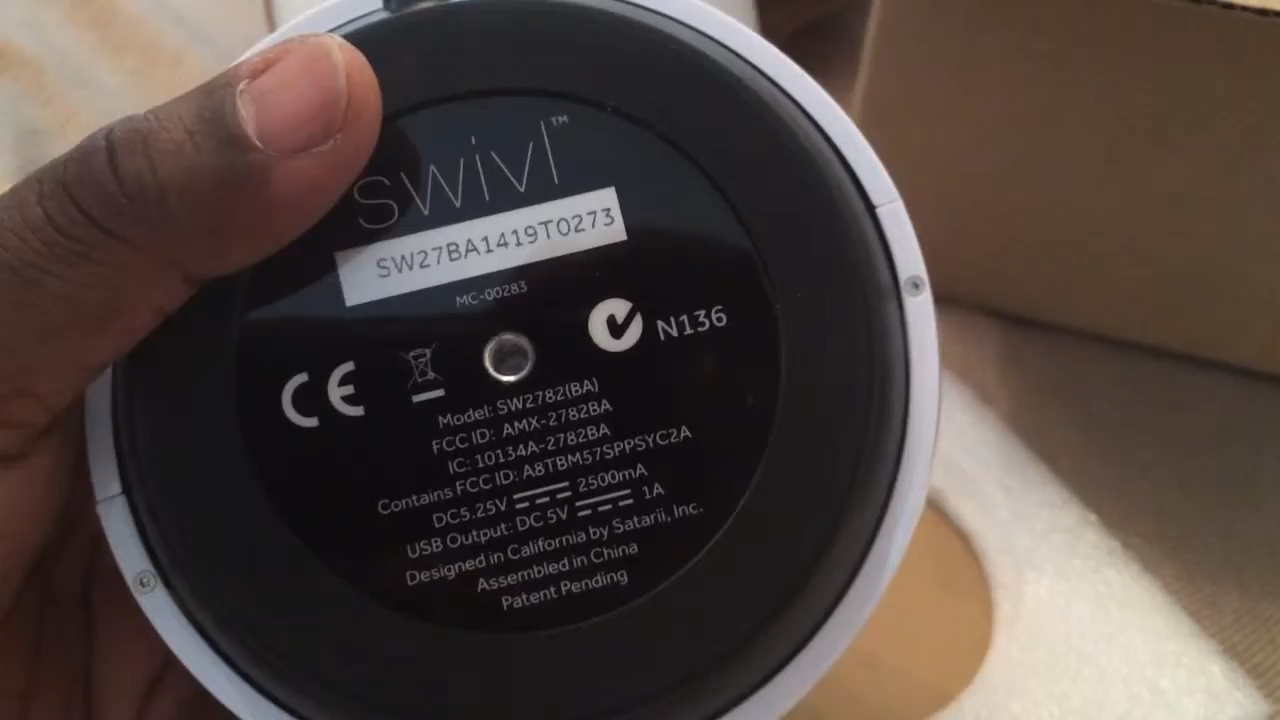 swivl™
SW27BA1419T0273
MC-00283
N136
CE
Model: SW2782(BA)
FCC ID: AMX-2782BA
IC: 10134A-2782BA
Contains FCC ID: A8TBM57SPPSYC2A
DC5.25V 2500mA
USB Output: DC 5V 1A
Designed in California by Satarii, Inc.
Assembled in China
Patent Pending